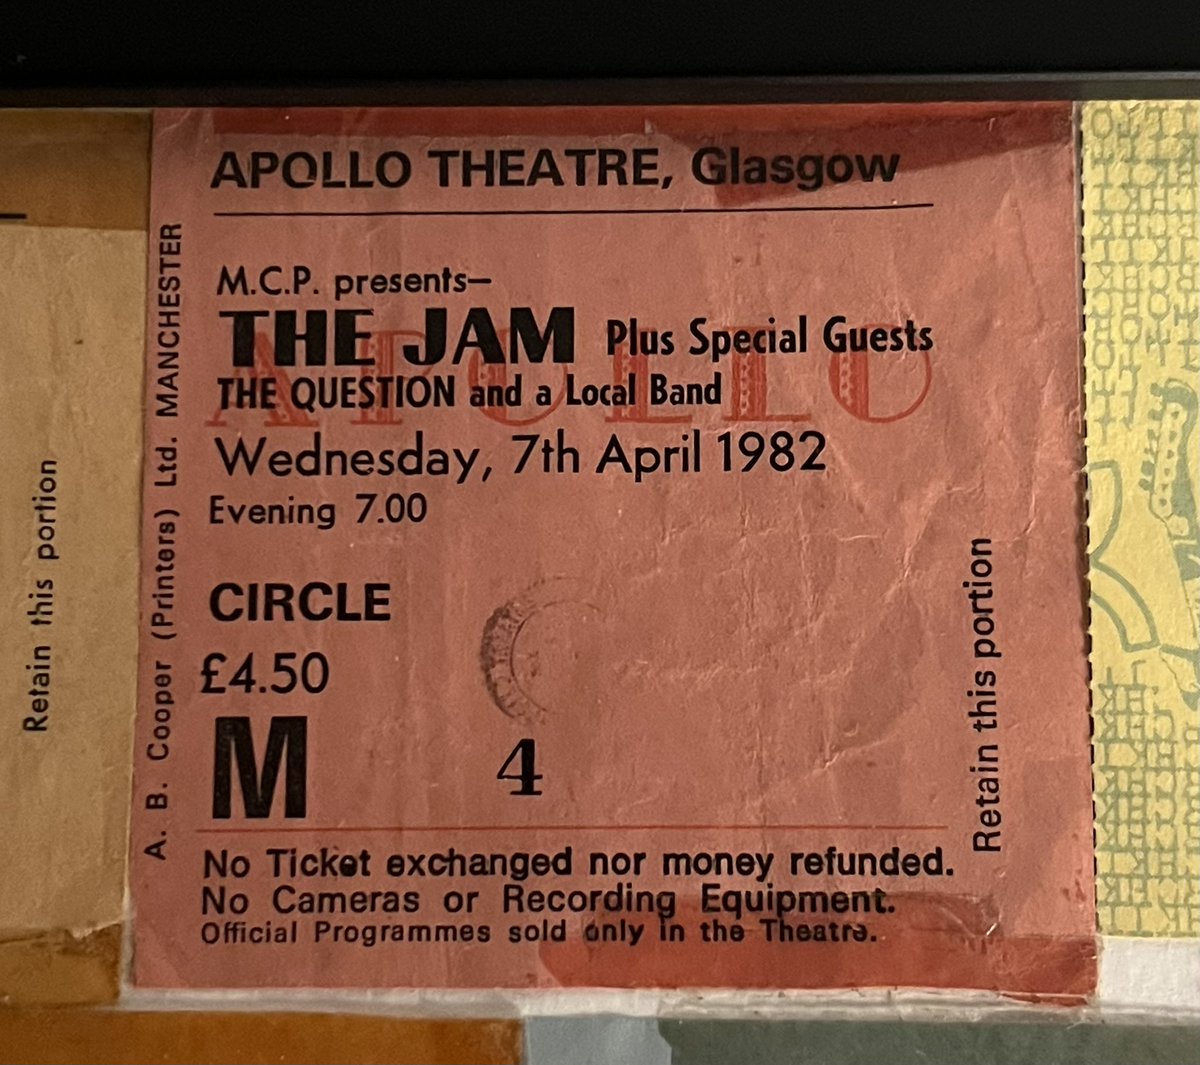 APOLLO THEATRE, Glasgow
M.C.P. presents–
THE JAM Plus Special Guests
APOLLO
THE QUESTION and a Local Band
Wednesday, 7th April 1982
Evening 7.00
CIRCLE
£4.50
M 4
No Ticket exchanged nor money refunded.
No Cameras or Recording Equipment.
Official Programmes sold only in the Theatre.
A. B. Cooper (Printers) Ltd. MANCHESTER
Retain this portion
Retain this portion